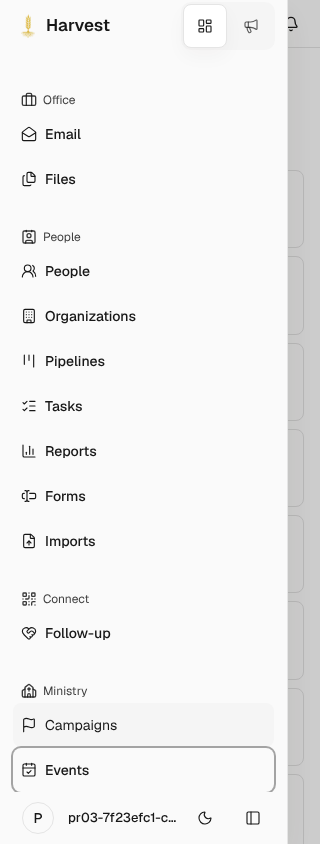 Harvest
Office
Email
Files
People
People
Organizations
Pipelines
Tasks
Reports
Forms
Imports
Connect
Follow-up
Ministry
Campaigns
Events
P pr03-7f23efc1-c...